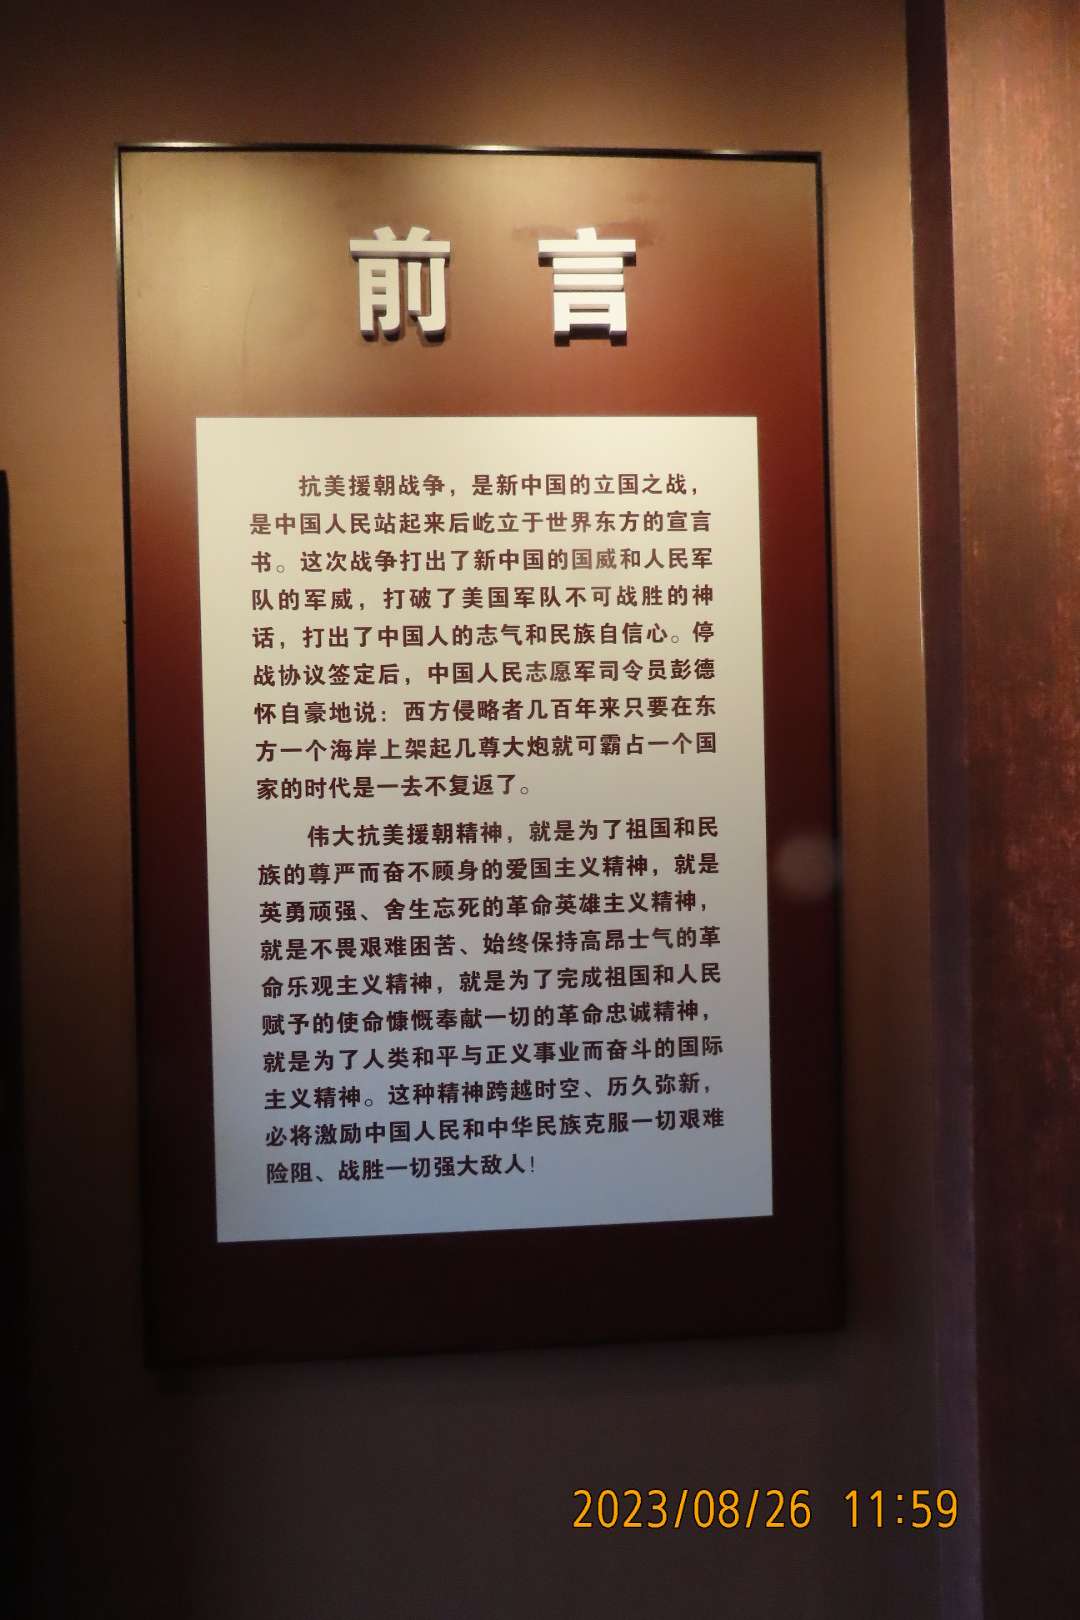 前言
抗美援朝战争，是新中国的立国之战，
是中国人民站起来后屹立于世界东方的宣言
书。这次战争打出了新中国的国威和人民军
队的军威，打破了美国军队不可战胜的神
话，打出了中国人的志气和民族自信心。停
战协议签定后，中国人民志愿军司令员彭德
怀自豪地说：西方侵略者几百年来只要在东
方一个海岸上架起几尊大炮就可霸占一个国
家的时代是一去不复返了。
伟大抗美援朝精神，就是为了祖国和民
族的尊严而奋不顾身的爱国主义精神，就是
英勇顽强、舍生忘死的革命英雄主义精神，
就是不畏艰难困苦、始终保持高昂士气的革
命乐观主义精神，就是为了完成祖国和人民
赋予的使命慷慨奉献一切的革命忠诚精神，
就是为了人类和平与正义事业而奋斗的国际
主义精神。这种精神跨越时空、历久弥新，
必将激励中国人民和中华民族克服一切艰难
险阻、战胜一切强大敌人！
2023/08/26 11:59